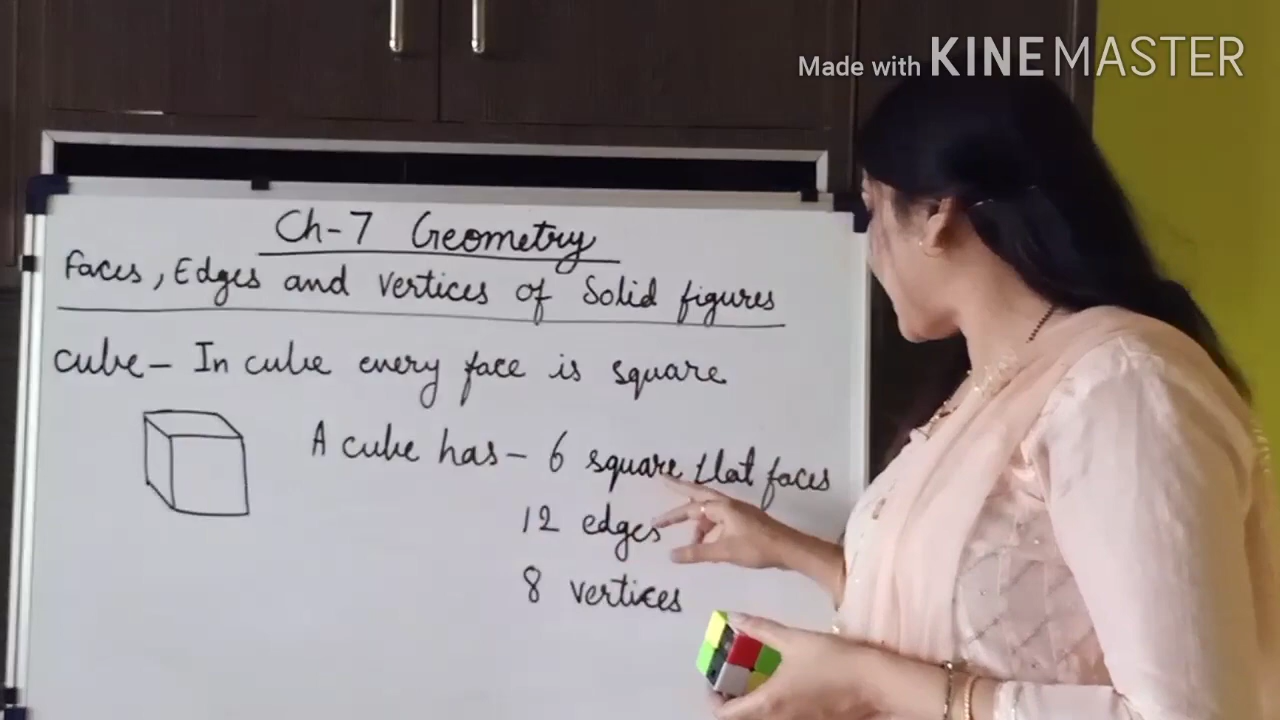 Made with KINEMASTER
Ch-7 Geometry
Faces, Edges and vertices of Solid figures
cube - In cube every face is square
A cube has - 6 square flat faces
12 edges
8 vertices